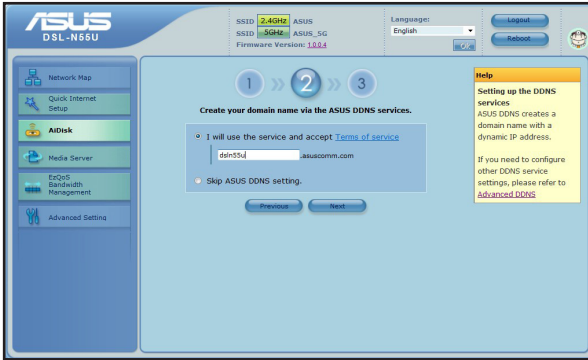 ASUS
DSL-N55U
SSID 2.4GHz ASUS
SSID 5GHz ASUS_5G
Firmware Version: 1.0.0.4
Language:
English
Logout
Reboot
Network Map
Quick Internet
Setup
AiDisk
Media Server
EzQoS
Bandwidth
Management
Advanced Setting
1 » 2 » 3
Create your domain name via the ASUS DDNS services.
I will use the service and accept Terms of service
dsln55u .asuscomm.com
Skip ASUS DDNS setting.
Previous Next
Help
Setting up the DDNS
services
ASUS DDNS creates a
domain name with a
dynamic IP address.
If you need to configure
other DDNS service
settings, please refer to
Advanced DDNS